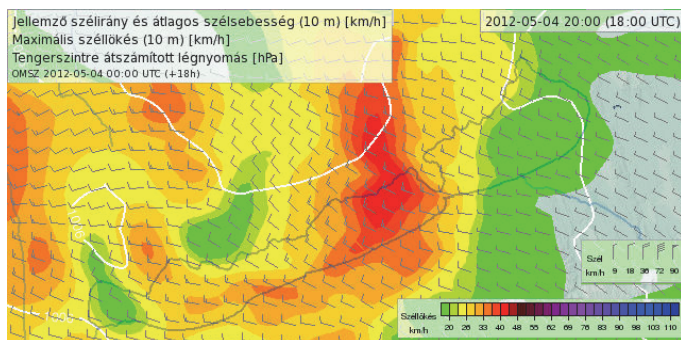 Jellemző szélirány és átlagos szélsebesség (10 m) [km/h]
Maximális széllökés (10 m) [km/h]
Tengerszintre átszámított légnyomás [hPa]
OMSZ 2012-05-04 00:00 UTC (+18h)
2012-05-04 20:00 (18:00 UTC)
Szél
km/h 9 18 36 72 90
Széllökés
km/h 20 26 33 40 48 55 62 69 76 83 90 98 103 110